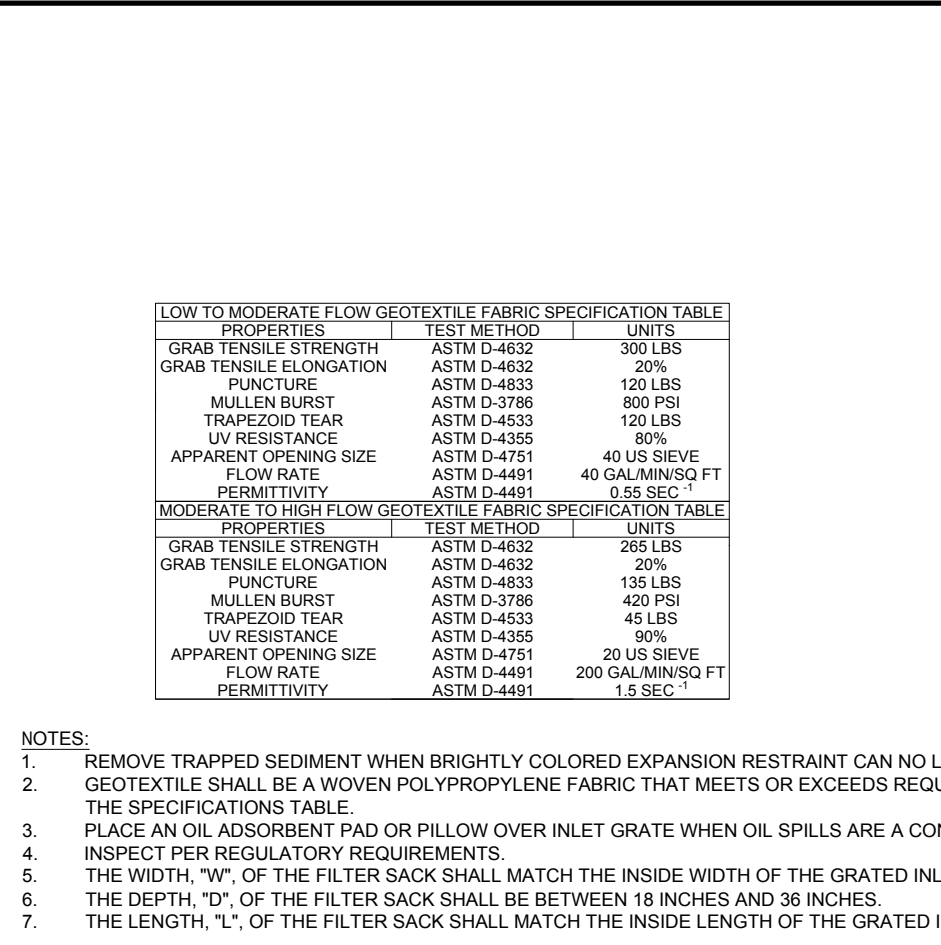 LOW TO MODERATE FLOW GEOTEXTILE FABRIC SPECIFICATION TABLE
PROPERTIES TEST METHOD UNITS
GRAB TENSILE STRENGTH ASTM D-4632 300 LBS
GRAB TENSILE ELONGATION ASTM D-4632 20%
PUNCTURE ASTM D-4833 120 LBS
MULLEN BURST ASTM D-3786 800 PSI
TRAPEZOID TEAR ASTM D-4533 120 LBS
UV RESISTANCE ASTM D-4355 80%
APPARENT OPENING SIZE ASTM D-4751 40 US SIEVE
FLOW RATE ASTM D-4491 40 GAL/MIN/SQ FT
PERMITTIVITY ASTM D-4491 0.55 SEC -1
MODERATE TO HIGH FLOW GEOTEXTILE FABRIC SPECIFICATION TABLE
PROPERTIES TEST METHOD UNITS
GRAB TENSILE STRENGTH ASTM D-4632 265 LBS
GRAB TENSILE ELONGATION ASTM D-4632 20%
PUNCTURE ASTM D-4833 135 LBS
MULLEN BURST ASTM D-3786 420 PSI
TRAPEZOID TEAR ASTM D-4533 45 LBS
UV RESISTANCE ASTM D-4355 90%
APPARENT OPENING SIZE ASTM D-4751 20 US SIEVE
FLOW RATE ASTM D-4491 200 GAL/MIN/SQ FT
PERMITTIVITY ASTM D-4491 1.5 SEC -1
NOTES:
1. REMOVE TRAPPED SEDIMENT WHEN BRIGHTLY COLORED EXPANSION RESTRAINT CAN NO L
2. GEOTEXTILE SHALL BE A WOVEN POLYPROPYLENE FABRIC THAT MEETS OR EXCEEDS REQU
THE SPECIFICATIONS TABLE.
3. PLACE AN OIL ADSORBENT PAD OR PILLOW OVER INLET GRATE WHEN OIL SPILLS ARE A CON
4. INSPECT PER REGULATORY REQUIREMENTS.
5. THE WIDTH, "W", OF THE FILTER SACK SHALL MATCH THE INSIDE WIDTH OF THE GRATED INL
6. THE DEPTH, "D", OF THE FILTER SACK SHALL BE BETWEEN 18 INCHES AND 36 INCHES.
7. THE LENGTH, "L", OF THE FILTER SACK SHALL MATCH THE INSIDE LENGTH OF THE GRATED I